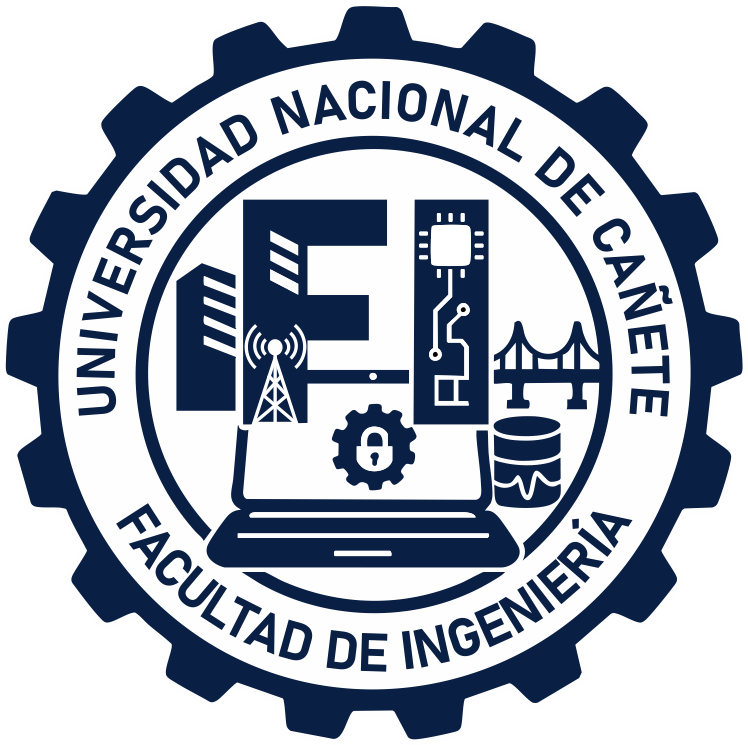 UNIVERSIDAD NACIONAL DE CAÑETE
FI
FACULTAD DE INGENIERÍA